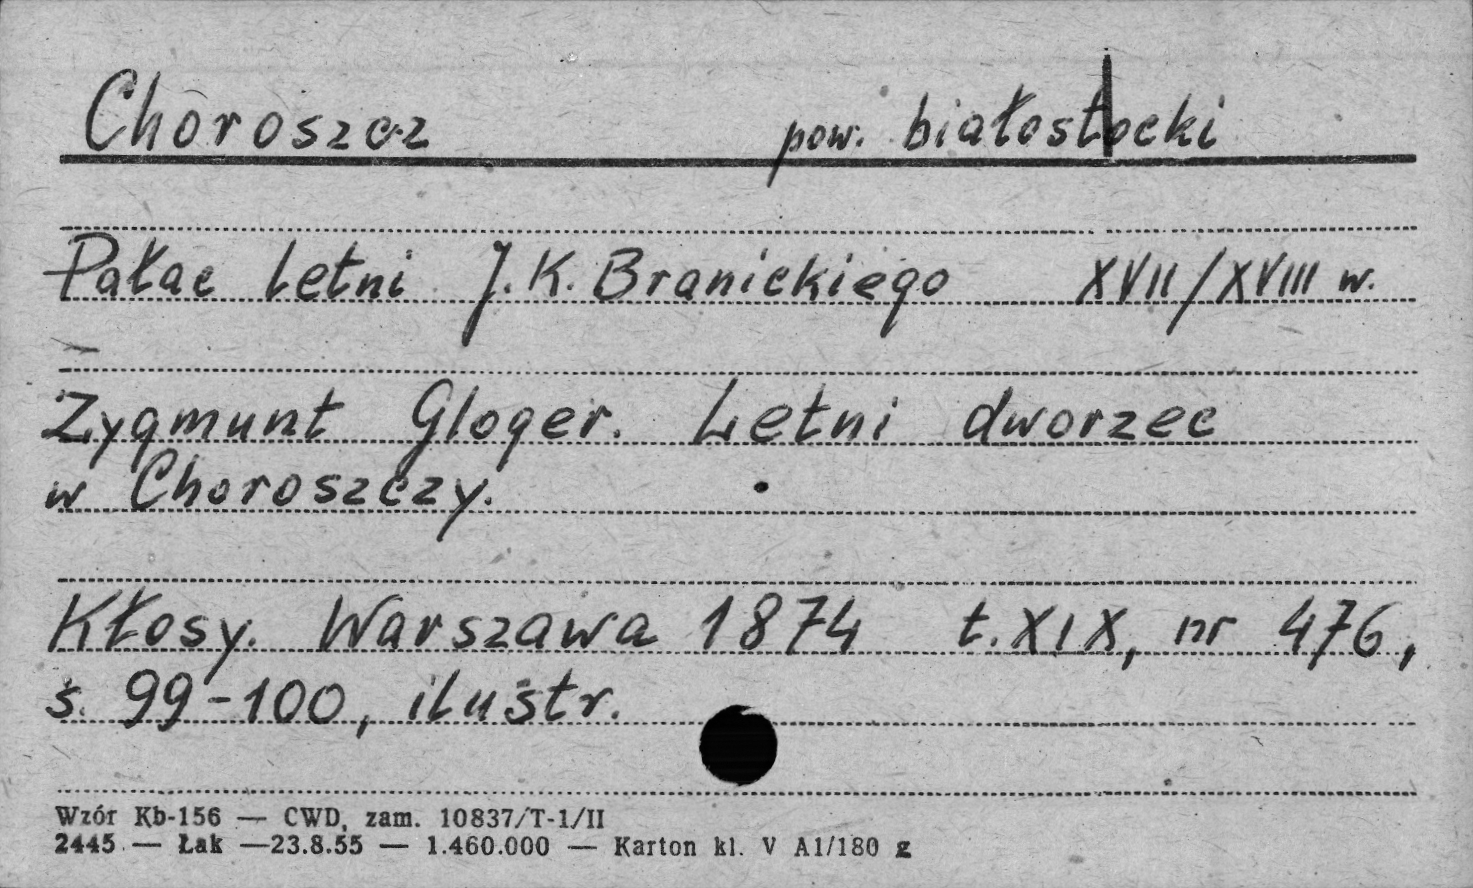 Choroszcz pow. białostocki
Pałac letni J.K. Branickiego XVII/XVIII w.
Zygmunt Gloger. Letni dworzec
w Choroszczy.
Kłosy. Warszawa 1874 t. XIX, nr 476,
s. 99-100, ilustr.
Wzór Kb-156 — CWD, zam. 10837/T-1/II
2445 — Łak —23.8.55 — 1.460.000 — Karton kl. V A1/180 g